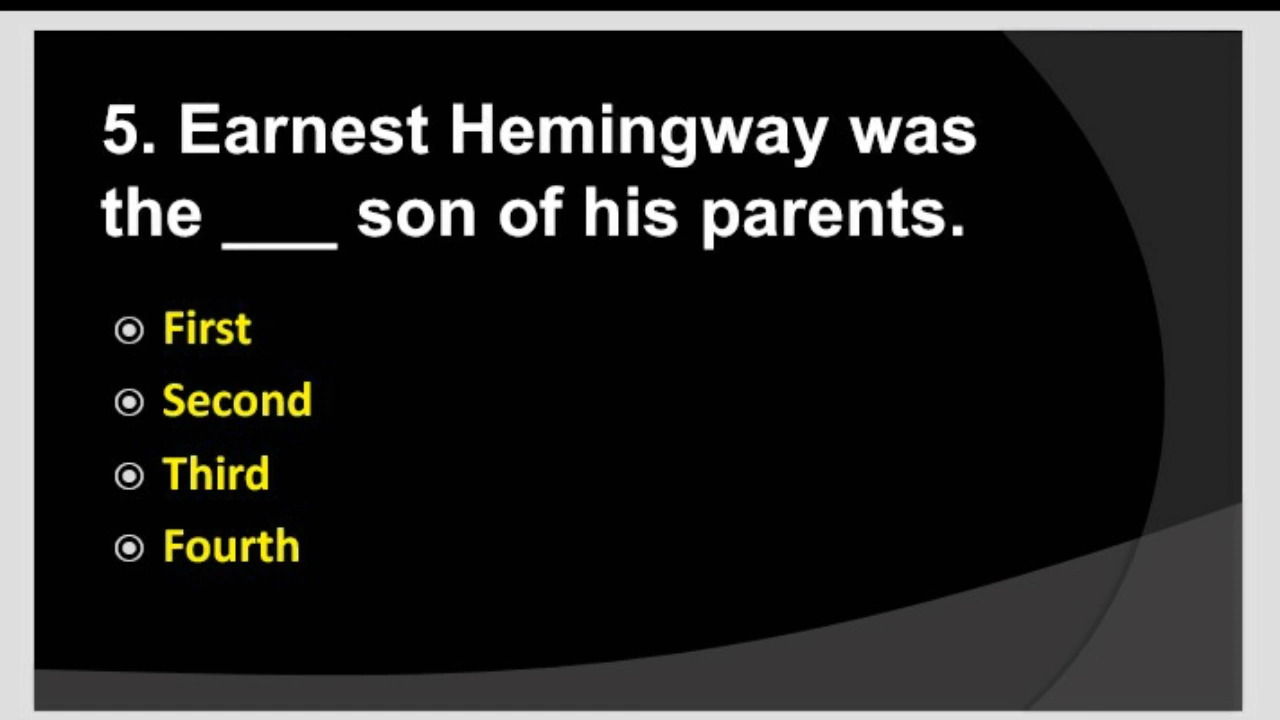 5. Earnest Hemingway was
the ___ son of his parents.
First
Second
Third
Fourth